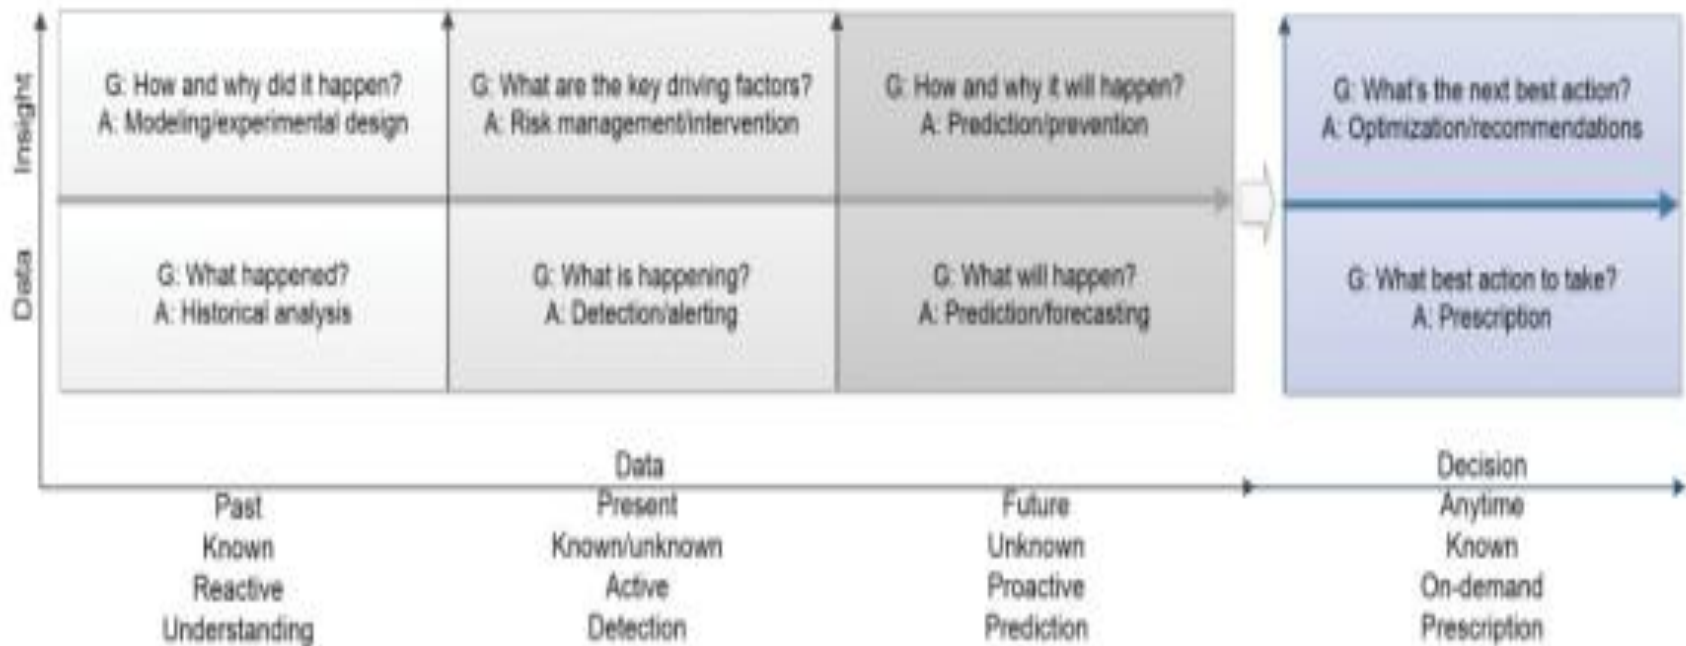 Insight
G: How and why did it happen?
A: Modeling/experimental design
G: What are the key driving factors?
A: Risk management/intervention
G: How and why it will happen?
A: Prediction/prevention
G: What's the next best action?
A: Optimization/recommendations
Data
G: What happened?
A: Historical analysis
G: What is happening?
A: Detection/alerting
G: What will happen?
A: Prediction/forecasting
G: What best action to take?
A: Prescription
Data
Decision
Past
Known
Reactive
Understanding
Present
Known/unknown
Active
Detection
Future
Unknown
Proactive
Prediction
Anytime
Known
On-demand
Prescription